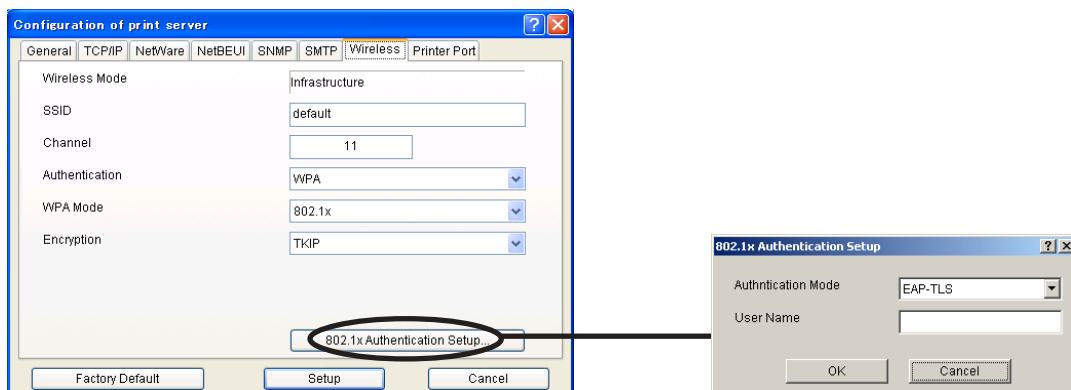 Configuration of print server
General TCP/IP NetWare NetBEUI SNMP SMTP Wireless Printer Port
Wireless Mode Infrastructure
SSID default
Channel 11
Authentication WPA
WPA Mode 802.1x
Encryption TKIP
802.1x Authentication Setup...
Factory Default Setup Cancel
802.1x Authentication Setup
Authntication Mode EAP-TLS
User Name
OK Cancel